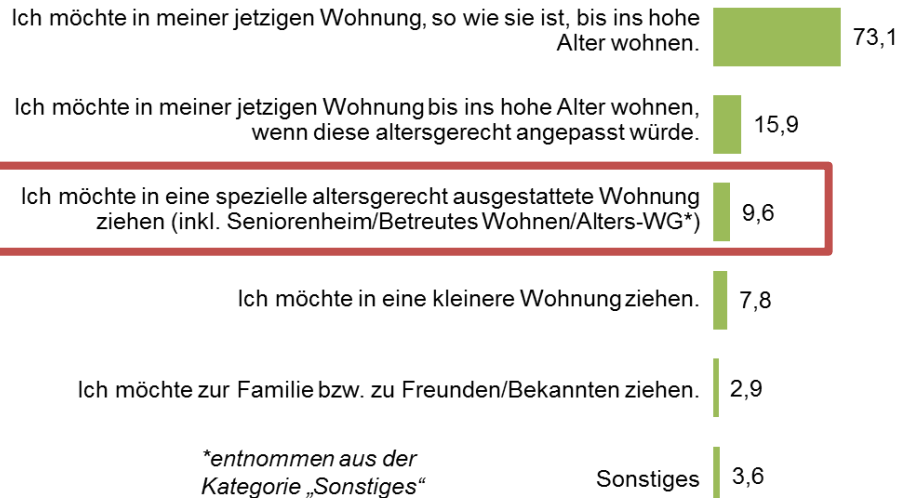 Ich möchte in meiner jetzigen Wohnung, so wie sie ist, bis ins hohe
Alter wohnen.
73,1
Ich möchte in meiner jetzigen Wohnung bis ins hohe Alter wohnen,
wenn diese altersgerecht angepasst würde.
15,9
Ich möchte in eine spezielle altersgerecht ausgestattete Wohnung
ziehen (inkl. Seniorenheim/Betreutes Wohnen/Alters-WG*)
9,6
Ich möchte in eine kleinere Wohnung ziehen.
7,8
Ich möchte zur Familie bzw. zu Freunden/Bekannten ziehen.
2,9
*entnommen aus der
Kategorie „Sonstiges“
Sonstiges
3,6